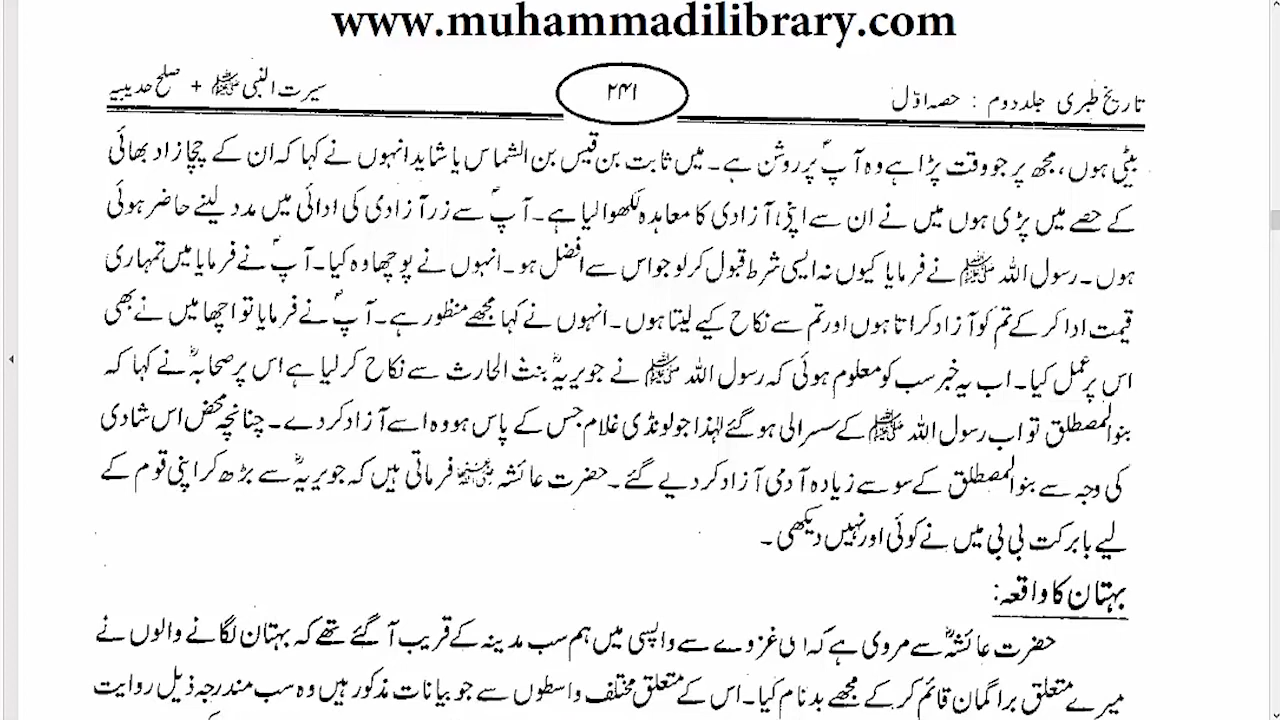 www.muhammadilibrary.com
تاریخ طبری جلد دوم : حصہ اوّل
۲۴۱
سیرت النبی ﷺ + صلح حدیبیہ
بیٹی ہوں، مجھ پر جو وقت پڑا ہے وہ آپؐ پر روشن ہے۔ میں ثابت بن قیس بن الشماس یا شاید انہوں نے کہا کہ ان کے چچا زاد بھائی
کے حصے میں پڑی ہوں میں نے ان سے اپنی آزادی کا معاہدہ لکھوا لیا ہے۔ آپؐ سے زر آزادی کی ادائی میں مدد لینے حاضر ہوئی
ہوں۔ رسول اللہ ﷺ نے فرمایا کیوں نہ ایسی شرط قبول کر لو جو اس سے افضل ہو۔ انہوں نے پوچھا وہ کیا۔ آپؐ نے فرمایا میں تمہاری
قیمت ادا کر کے تم کو آزاد کراتا ہوں اور تم سے نکاح کیے لیتا ہوں۔ انہوں نے کہا مجھے منظور ہے۔ آپؐ نے فرمایا تو اچھا میں نے بھی
اس پر عمل کیا۔ اب یہ خبر سب کو معلوم ہوئی کہ رسول اللہ ﷺ نے جویریہؓ بنت الحارث سے نکاح کر لیا ہے اس پر صحابہؓ نے کہا کہ
بنو المصطلق تو اب رسول اللہ ﷺ کے سسرالی ہو گئے لہٰذا جو لونڈی غلام جس کے پاس ہو وہ اسے آزاد کر دے۔ چنانچہ محض اس شادی
کی وجہ سے بنو المصطلق کے سو سے زیادہ آدمی آزاد کر دیے گئے۔ حضرت عائشہ رضی اللہ عنہا فرماتی ہیں کہ جویریہؓ سے بڑھ کر اپنی قوم کے
لیے بابرکت بی بی میں نے کوئی اور نہیں دیکھی۔
بہتان کا واقعہ:
حضرت عائشہؓ سے مروی ہے کہ اسی غزوے سے واپسی میں ہم سب مدینہ کے قریب آ گئے تھے کہ بہتان لگانے والوں نے
میرے متعلق برا گمان قائم کر کے مجھے بدنام کیا۔ اس کے متعلق مختلف واسطوں سے جو بیانات مذکور ہیں وہ سب مندرجہ ذیل روایت